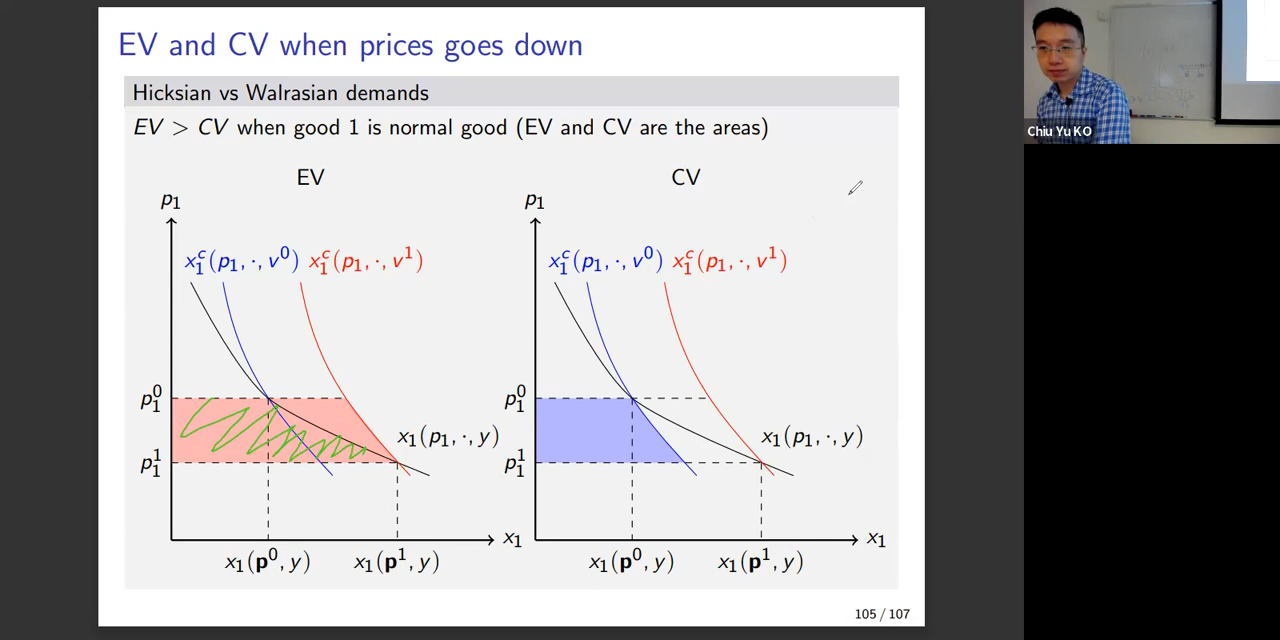 EV and CV when prices goes down
Hicksian vs Walrasian demands
EV > CV when good 1 is normal good (EV and CV are the areas)
EV
p₁
x₁ᶜ(p₁, ·, v⁰) x₁ᶜ(p₁, ·, v¹)
p₁⁰
x₁(p₁, ·, y)
p₁¹
x₁
x₁(𝐩⁰, y)
x₁(𝐩¹, y)
CV
p₁
x₁ᶜ(p₁, ·, v⁰) x₁ᶜ(p₁, ·, v¹)
p₁⁰
x₁(p₁, ·, y)
p₁¹
x₁
x₁(𝐩⁰, y)
x₁(𝐩¹, y)
105 / 107
Chiu Yu KO